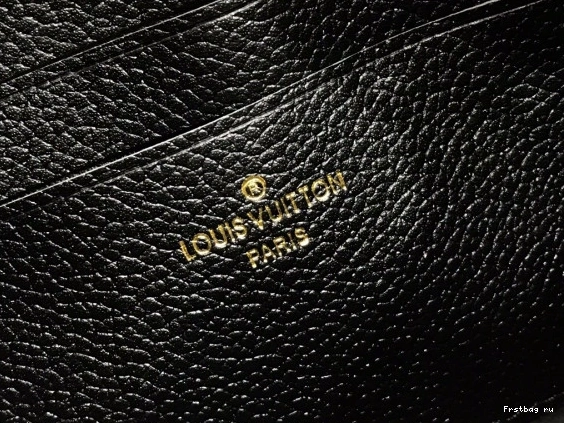 ®
LOUIS VUITTON
PARIS
Frstbag ru